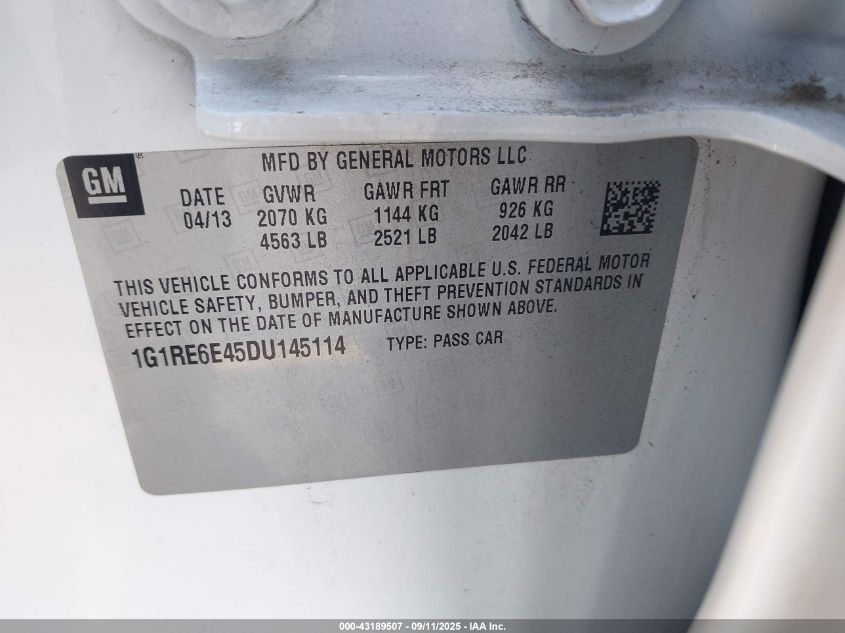 GM
MFD BY GENERAL MOTORS LLC
DATE GVWR GAWR FRT GAWR RR
04/13 2070 KG 1144 KG 926 KG
4563 LB 2521 LB 2042 LB
THIS VEHICLE CONFORMS TO ALL APPLICABLE U.S. FEDERAL MOTOR
VEHICLE SAFETY, BUMPER, AND THEFT PREVENTION STANDARDS IN
EFFECT ON THE DATE OF MANUFACTURE SHOWN ABOVE.
1G1RE6E45DU145114 TYPE: PASS CAR
000-43189507 - 09/11/2025 - IAA Inc.